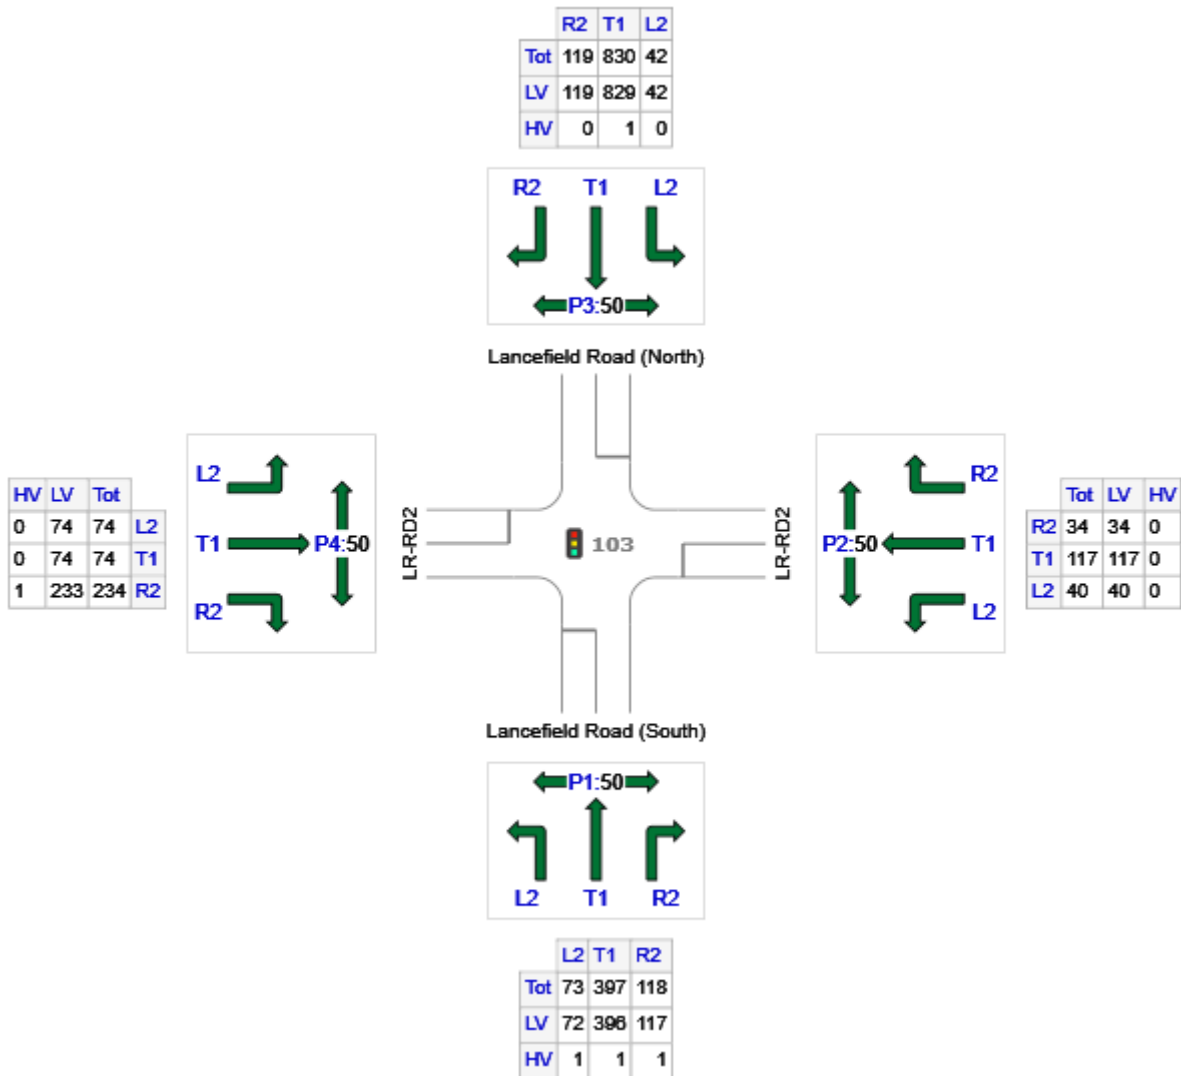 R2 T1 L2
Tot 119 830 42
LV 119 829 42
HV 0 1 0
R2 T1 L2
P3:50
Lancefield Road (North)
HV LV Tot
0 74 74 L2
0 74 74 T1
1 233 234 R2
L2
T1
R2
P4:50
LR-RD2
103
LR-RD2
P2:50
R2
T1
L2
Tot LV HV
R2 34 34 0
T1 117 117 0
L2 40 40 0
Lancefield Road (South)
P1:50
L2 T1 R2
L2 T1 R2
Tot 73 397 118
LV 72 396 117
HV 1 1 1